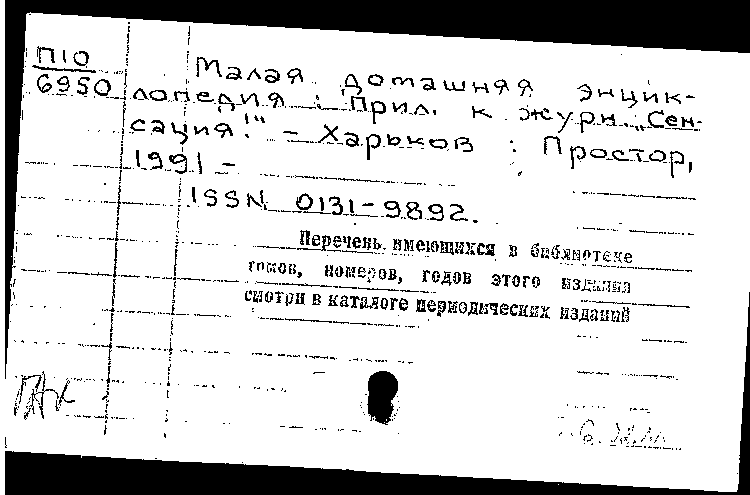 П10
6950
Малая домашняя энцик-
лопедия : Прил. к журн. „Сен-
сация!“ – Харьков : Простор,
1991 –
ISSN 0131-9892.
Перечень имеющихся в библиотеке
томов, номеров, годов этого издания
смотри в каталоге периодических изданий